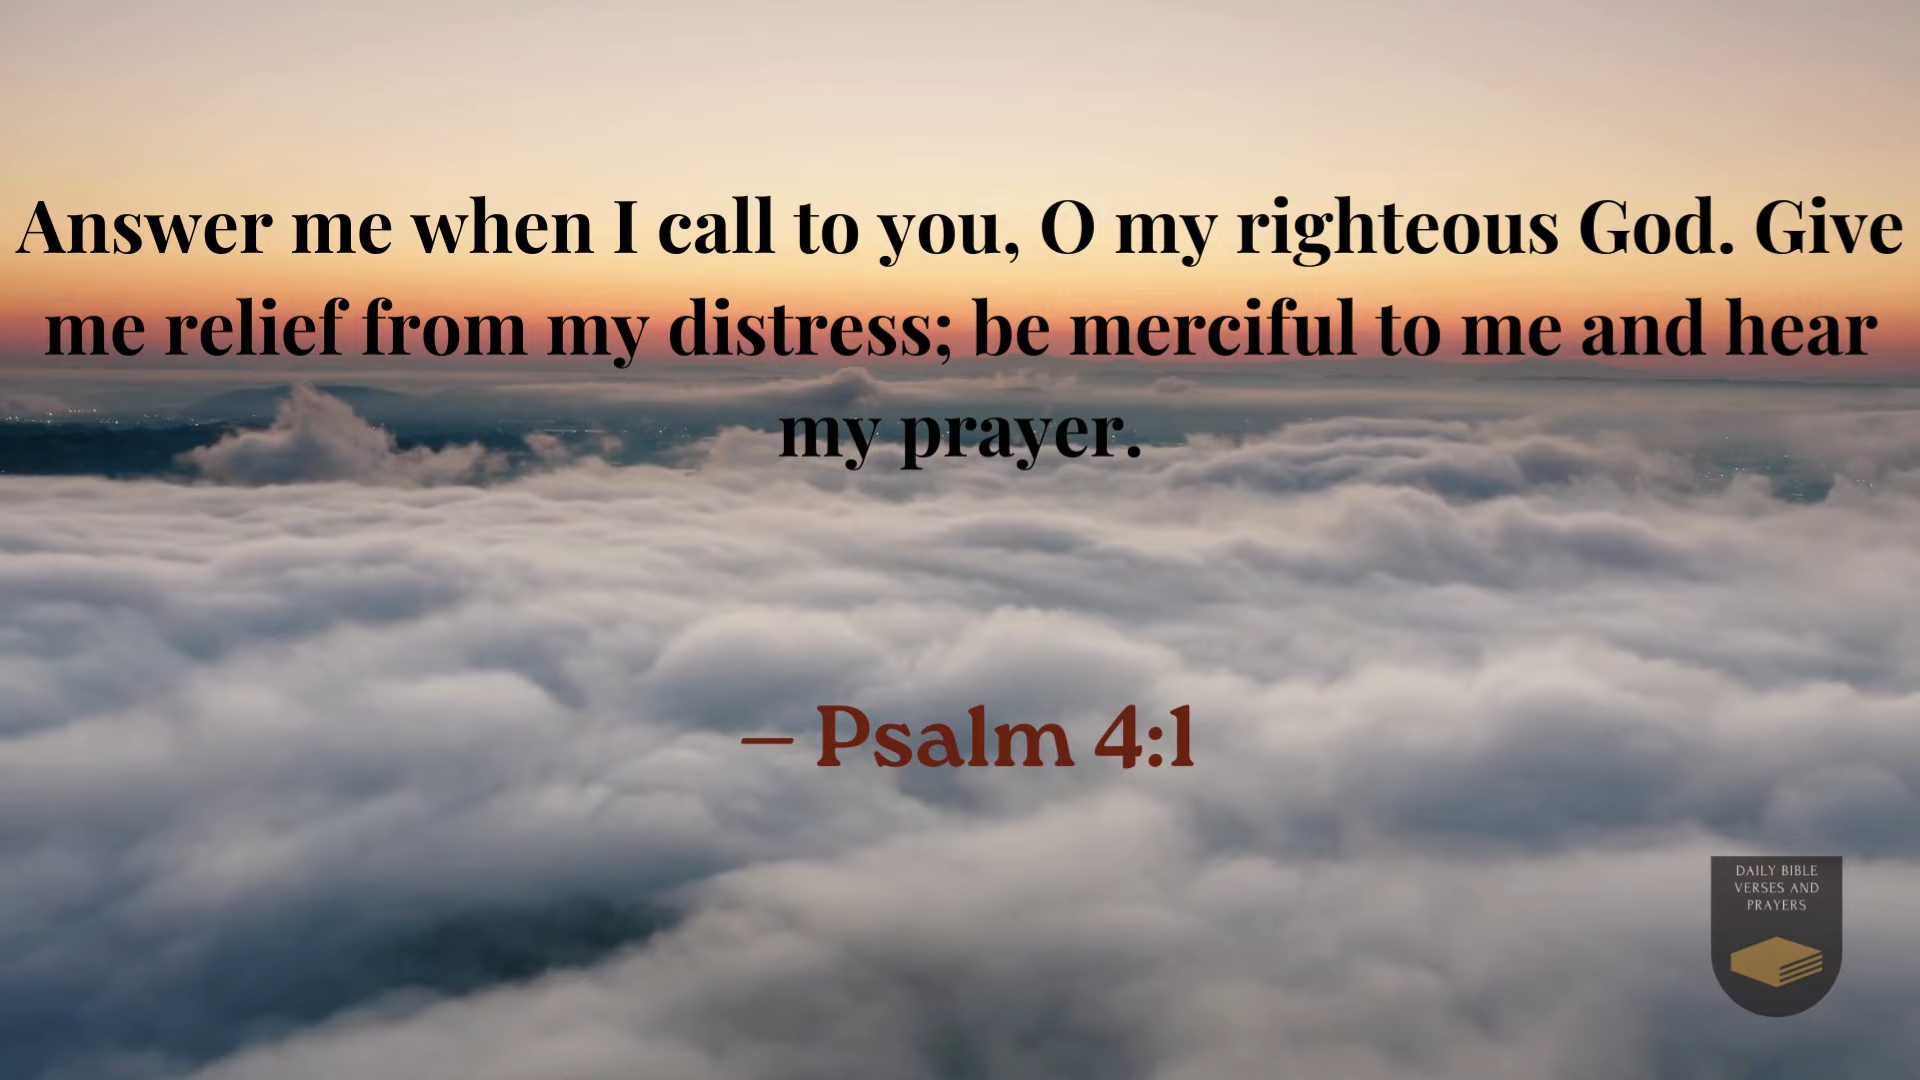 Answer me when I call to you, O my righteous God. Give
me relief from my distress; be merciful to me and hear
my prayer.
– Psalm 4:1
DAILY BIBLE
VERSES AND
PRAYERS